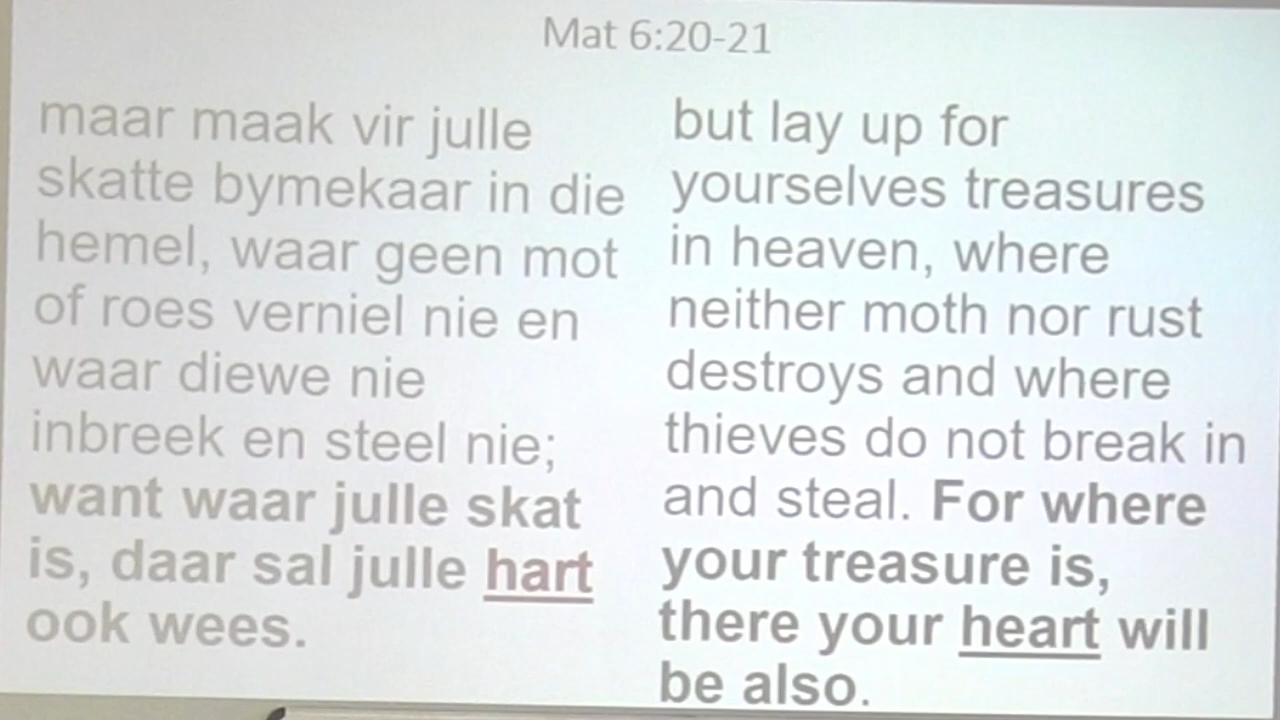 Mat 6:20-21
maar maak vir julle
skatte bymekaar in die
hemel, waar geen mot
of roes verniel nie en
waar diewe nie
inbreek en steel nie;
want waar julle skat
is, daar sal julle hart
ook wees.
but lay up for
yourselves treasures
in heaven, where
neither moth nor rust
destroys and where
thieves do not break in
and steal. For where
your treasure is,
there your heart will
be also.